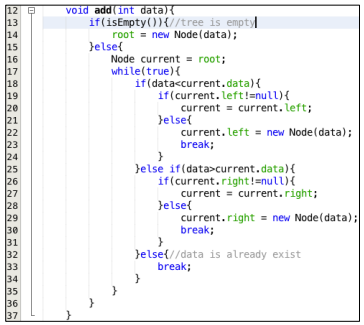 12 void add(int data){
13 if(isEmpty()){//tree is empty
14 root = new Node(data);
15 }else{
16 Node current = root;
17 while(true){
18 if(data<current.data){
19 if(current.left!=null){
20 current = current.left;
21 }else{
22 current.left = new Node(data);
23 break;
24 }
25 }else if(data>current.data){
26 if(current.right!=null){
27 current = current.right;
28 }else{
29 current.right = new Node(data);
30 break;
31 }
32 }else{//data is already exist
33 break;
34 }
35 }
36 }
37 }